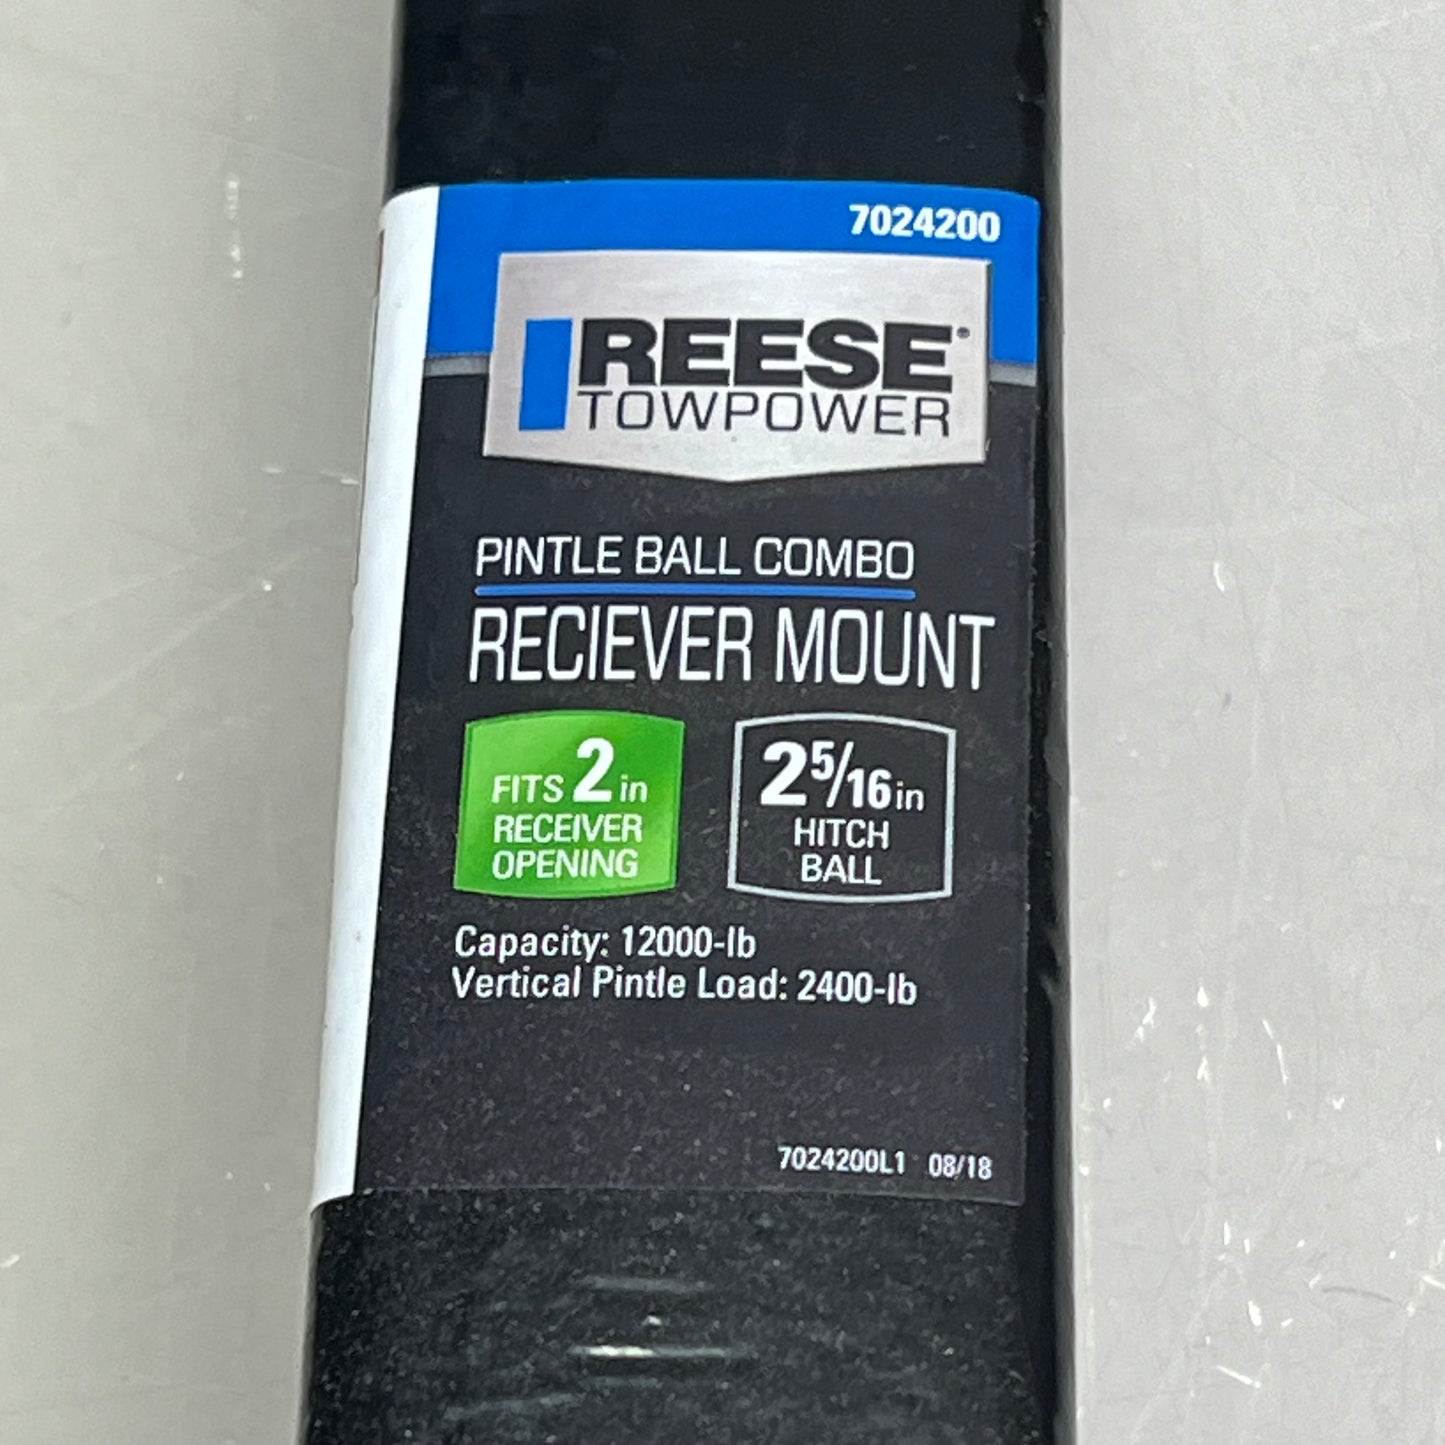 7024200
REESE®
TOWPOWER
PINTLE BALL COMBO
RECIEVER MOUNT
FITS 2 in
RECEIVER
OPENING
2 5/16 in
HITCH
BALL
Capacity: 12000-lb
Vertical Pintle Load: 2400-lb
7024200L1 08/18